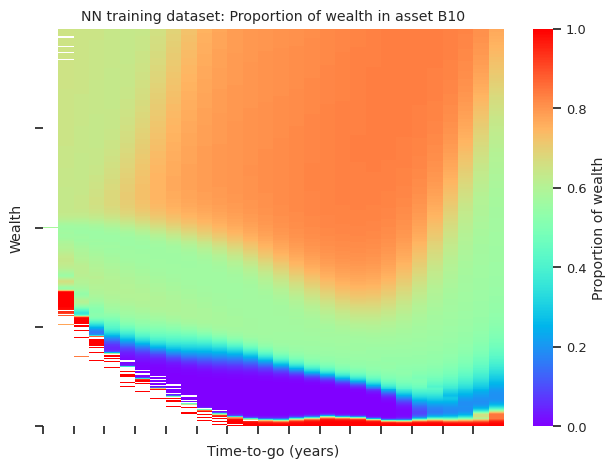 NN training dataset: Proportion of wealth in asset B10
Wealth
Time-to-go (years)
1.0
0.8
0.6
0.4
0.2
0.0
Proportion of wealth